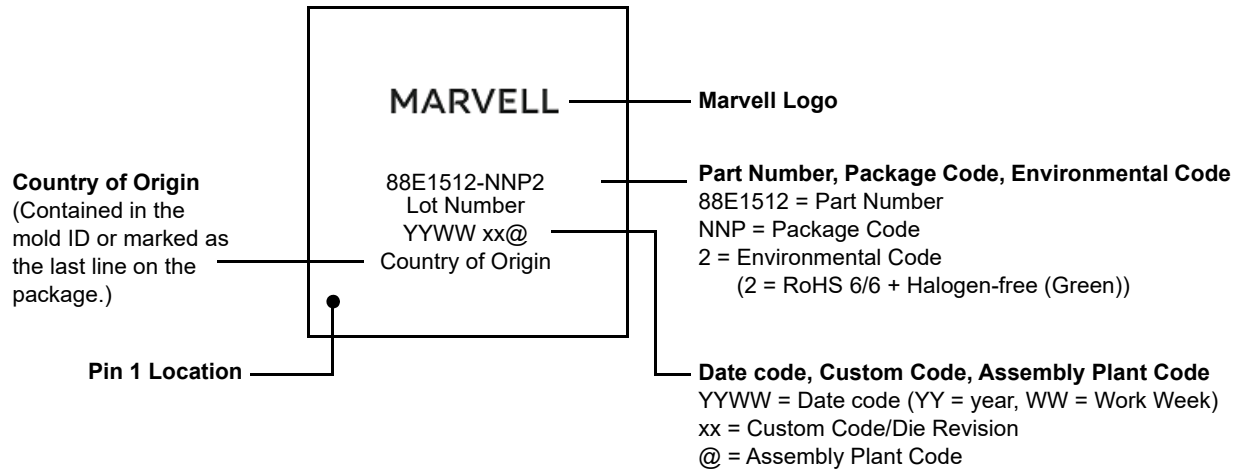 MARVELL
88E1512-NNP2
Lot Number
YYWW xx@
Country of Origin
Country of Origin
(Contained in the
mold ID or marked as
the last line on the
package.)
Pin 1 Location
Marvell Logo
Part Number, Package Code, Environmental Code
88E1512 = Part Number
NNP = Package Code
2 = Environmental Code
(2 = RoHS 6/6 + Halogen-free (Green))
Date code, Custom Code, Assembly Plant Code
YYWW = Date code (YY = year, WW = Work Week)
xx = Custom Code/Die Revision
@ = Assembly Plant Code